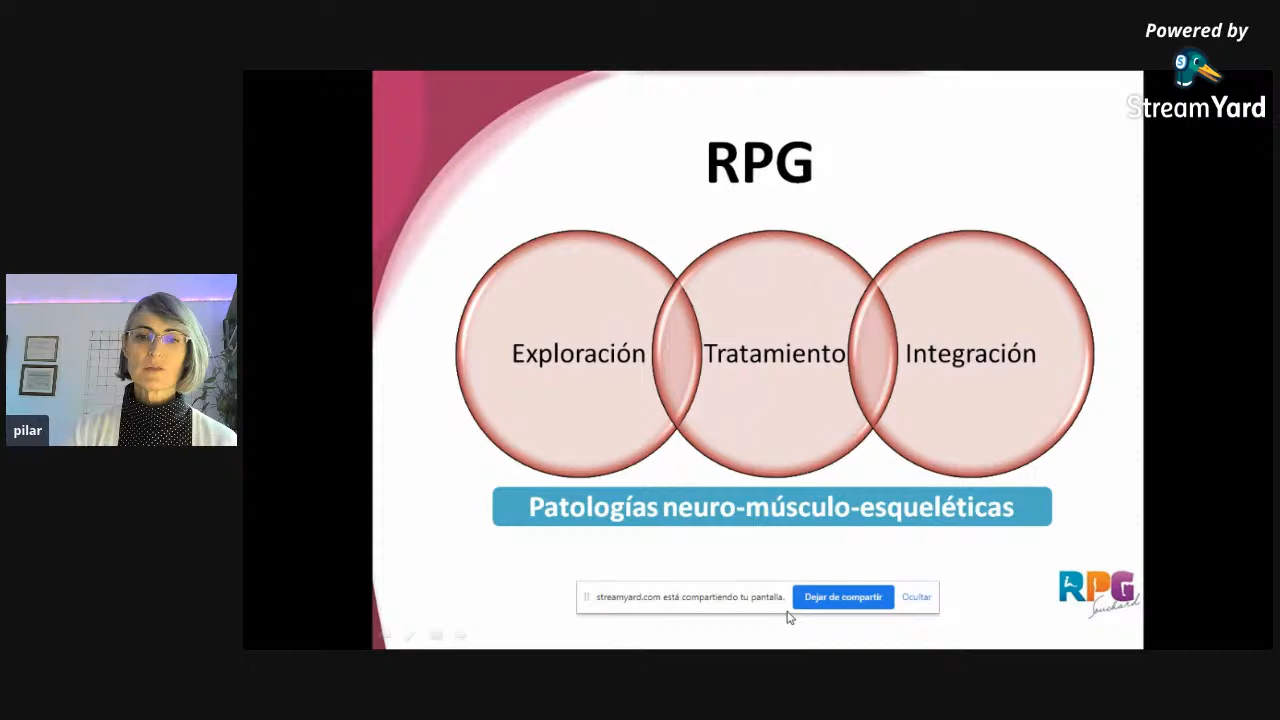 Powered by
StreamYard
RPG
Exploración
Tratamiento
Integración
Patologías neuro-músculo-esqueléticas
streamyard.com está compartiendo tu pantalla.
Dejar de compartir
Ocultar
RPG
Souchard
pilar